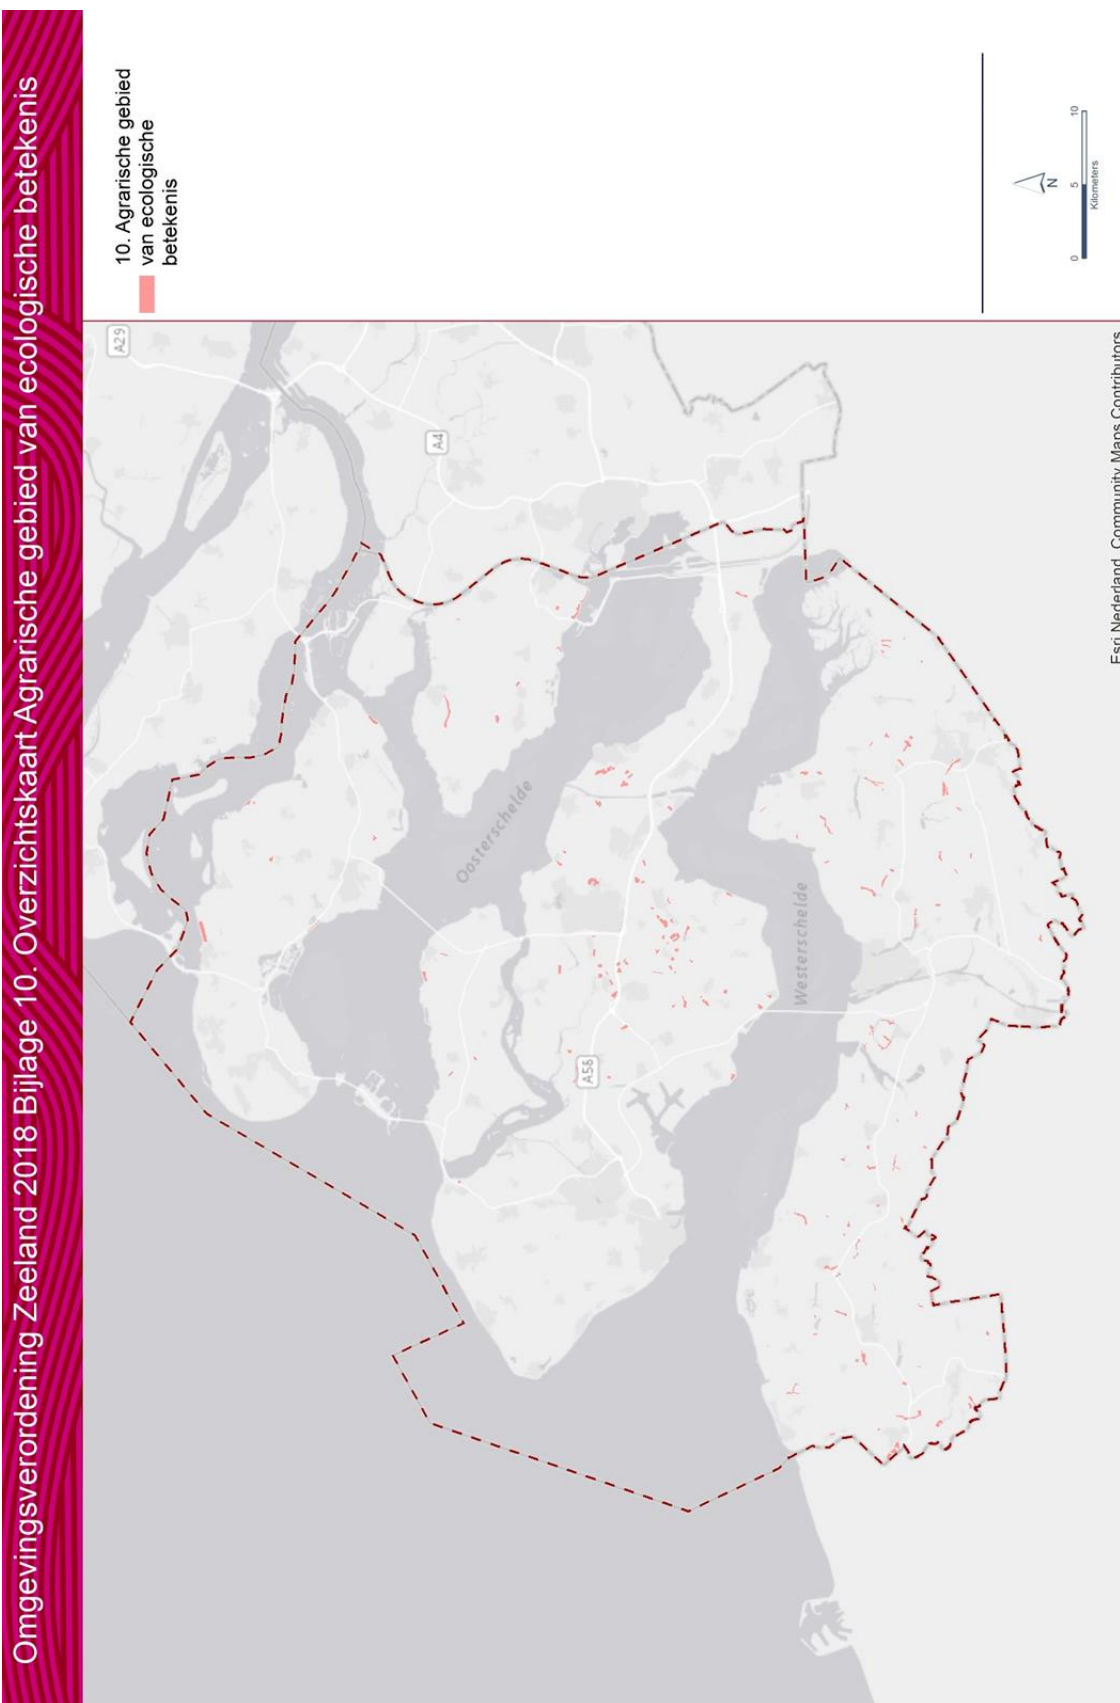 Omgevingsverordening Zeeland 2018 Bijlage 10. Overzichtskaart Agrarische gebied van ecologische betekenis
10. Agrarische gebied
van ecologische
betekenis
A29
A4
Oosterschelde
A58
Westerschelde
N
0 5 10
Kilometers
Esri Nederland, Community Maps Contributors